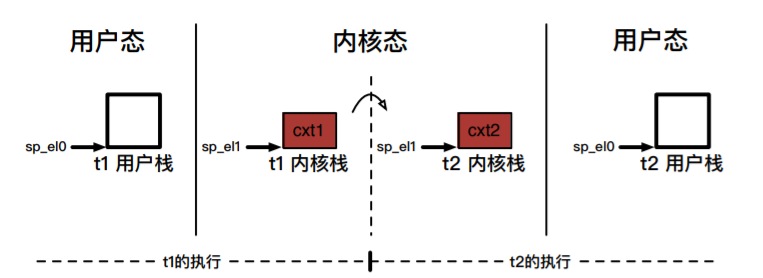 用户态
内核态
用户态
cxt1
cxt2
sp_el0
sp_el1
sp_el1
sp_el0
t1 用户栈
t1 内核栈
t2 内核栈
t2 用户栈
t1的执行
t2的执行